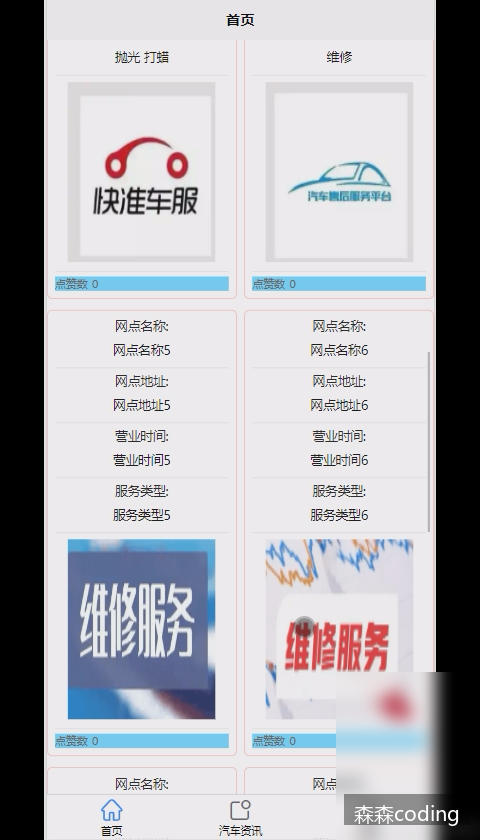 首页
抛光 打蜡
维修
快准车服
汽车售后服务平台
点赞数 0
点赞数 0
网点名称:
网点名称5
网点地址:
网点地址5
营业时间:
营业时间5
服务类型:
服务类型5
维修服务
点赞数 0
网点名称:
网点名称6
网点地址:
网点地址6
营业时间:
营业时间6
服务类型:
服务类型6
维修服务
点赞数 0
网点名称:
网点
首页
汽车资讯
森森coding